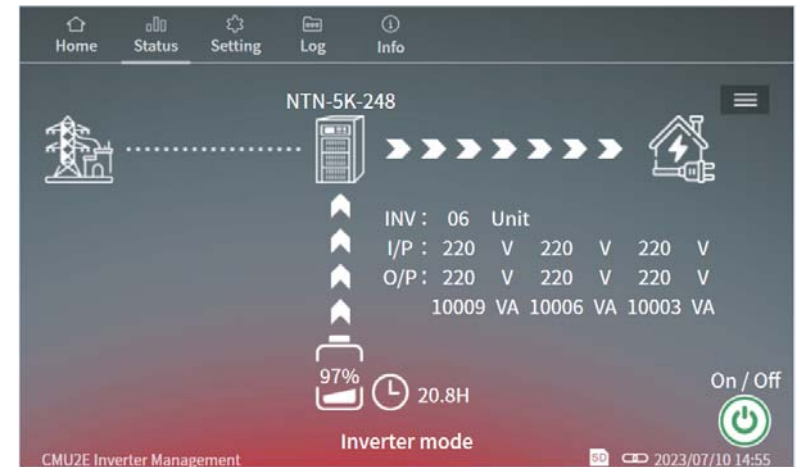 Home Status Setting Log Info
NTN-5K-248
INV : 06 Unit
I/P : 220 V 220 V 220 V
O/P : 220 V 220 V 220 V
10009 VA 10006 VA 10003 VA
97%
20.8H
On / Off
Inverter mode
CMU2E Inverter Management
SD
2023/07/10 14:55